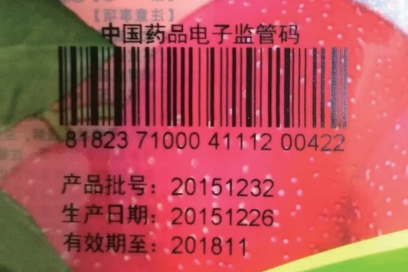 中国药品电子监管码
81823 71000 41112 00422
产品批号：20151232
生产日期：20151226
有效期至：201811